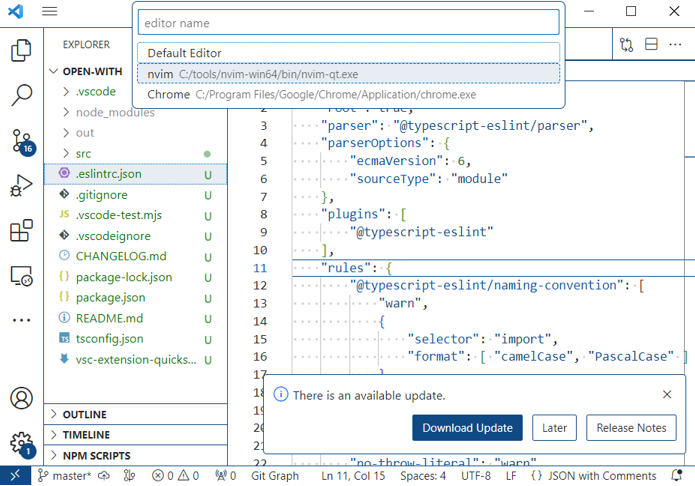 editor name
Default Editor
nvim C:/tools/nvim-win64/bin/nvim-qt.exe
Chrome C:/Program Files/Google/Chrome/Application/chrome.exe
EXPLORER
OPEN-WITH
.vscode
node_modules
out
src
.eslintrc.json U
.gitignore U
.vscode-test.mjs U
.vscodeignore U
CHANGELOG.md U
package-lock.json U
package.json U
README.md U
tsconfig.json U
vsc-extension-quicks... U
OUTLINE
TIMELINE
NPM SCRIPTS
16
1
3 "parser": "@typescript-eslint/parser",
4 "parserOptions": {
5 "ecmaVersion": 6,
6 "sourceType": "module"
7 },
8 "plugins": [
9 "@typescript-eslint"
10 ],
11 "rules": {
12 "@typescript-eslint/naming-convention": [
13 "warn",
14 {
15 "selector": "import",
16 "format": [ "camelCase", "PascalCase" ]
17 }
There is an available update.
Download Update
Later
Release Notes
22 "no-throw-literal": "warn"
master*
0 0
0
Git Graph
Ln 11, Col 15
Spaces: 4
UTF-8
LF
{ } JSON with Comments